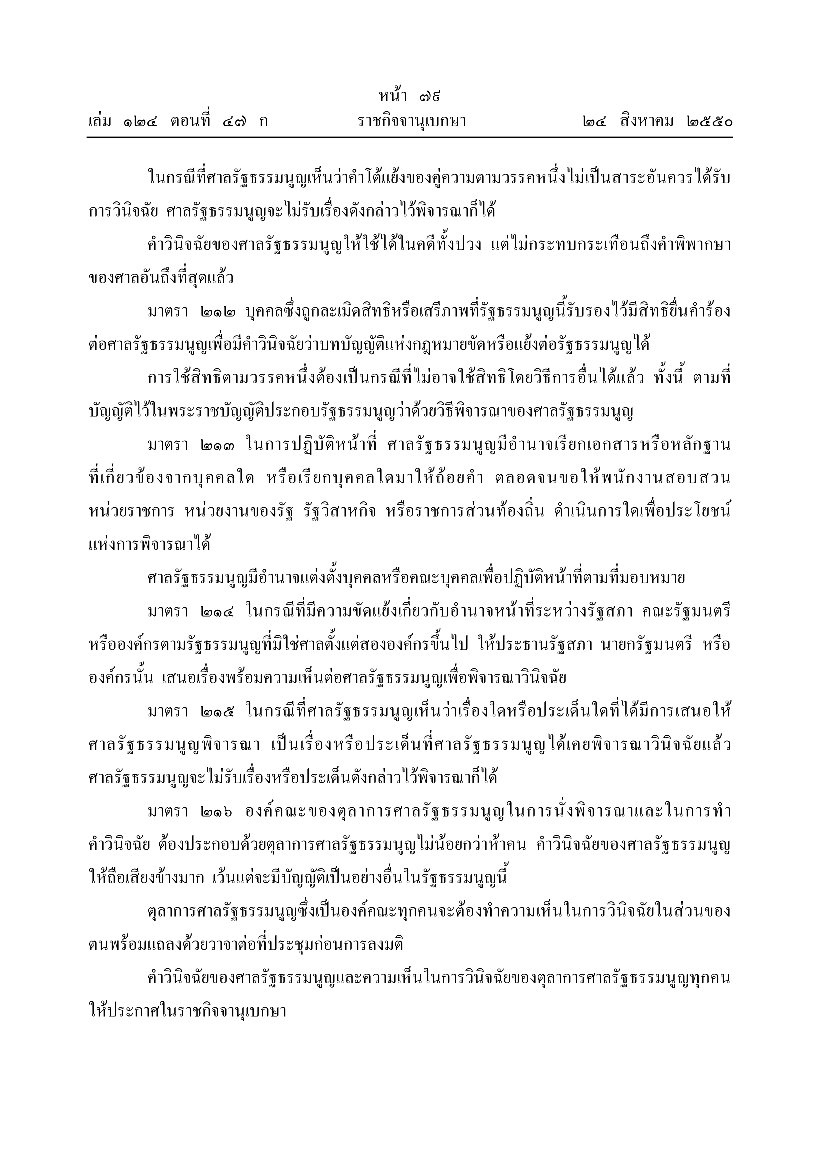 หน้า ๗๙
เล่ม ๑๒๔ ตอนที่ ๔๗ ก ราชกิจจานุเบกษา ๒๔ สิงหาคม ๒๕๕๐
ในกรณีที่ศาลรัฐธรรมนูญเห็นว่าคำโต้แย้งของคู่ความตามวรรคหนึ่งไม่เป็นสาระอันควรได้รับ
การวินิจฉัย ศาลรัฐธรรมนูญจะไม่รับเรื่องดังกล่าวไว้พิจารณาก็ได้
คำวินิจฉัยของศาลรัฐธรรมนูญให้ใช้ได้ในคดีทั้งปวง แต่ไม่กระทบกระเทือนถึงคำพิพากษา
ของศาลอันถึงที่สุดแล้ว
มาตรา ๒๑๒ บุคคลซึ่งถูกละเมิดสิทธิหรือเสรีภาพที่รัฐธรรมนูญนี้รับรองไว้มีสิทธิยื่นคำร้อง
ต่อศาลรัฐธรรมนูญเพื่อมีคำวินิจฉัยว่าบทบัญญัติแห่งกฎหมายขัดหรือแย้งต่อรัฐธรรมนูญได้
การใช้สิทธิตามวรรคหนึ่งต้องเป็นกรณีที่ไม่อาจใช้สิทธิโดยวิธีการอื่นได้แล้ว ทั้งนี้ ตามที่
บัญญัติไว้ในพระราชบัญญัติประกอบรัฐธรรมนูญว่าด้วยวิธีพิจารณาของศาลรัฐธรรมนูญ
มาตรา ๒๑๓ ในการปฏิบัติหน้าที่ ศาลรัฐธรรมนูญมีอำนาจเรียกเอกสารหรือหลักฐาน
ที่เกี่ยวข้องจากบุคคลใด หรือเรียกบุคคลใดมาให้ถ้อยคำ ตลอดจนขอให้พนักงานสอบสวน
หน่วยราชการ หน่วยงานของรัฐ รัฐวิสาหกิจ หรือราชการส่วนท้องถิ่น ดำเนินการใดเพื่อประโยชน์
แห่งการพิจารณาได้
ศาลรัฐธรรมนูญมีอำนาจแต่งตั้งบุคคลหรือคณะบุคคลเพื่อปฏิบัติหน้าที่ตามที่มอบหมาย
มาตรา ๒๑๔ ในกรณีที่มีความขัดแย้งเกี่ยวกับอำนาจหน้าที่ระหว่างรัฐสภา คณะรัฐมนตรี
หรือองค์กรตามรัฐธรรมนูญที่มิใช่ศาลตั้งแต่สององค์กรขึ้นไป ให้ประธานรัฐสภา นายกรัฐมนตรี หรือ
องค์กรนั้น เสนอเรื่องพร้อมความเห็นต่อศาลรัฐธรรมนูญเพื่อพิจารณาวินิจฉัย
มาตรา ๒๑๕ ในกรณีที่ศาลรัฐธรรมนูญเห็นว่าเรื่องใดหรือประเด็นใดที่ได้มีการเสนอให้
ศาลรัฐธรรมนูญพิจารณา เป็นเรื่องหรือประเด็นที่ศาลรัฐธรรมนูญได้เคยพิจารณาวินิจฉัยแล้ว
ศาลรัฐธรรมนูญจะไม่รับเรื่องหรือประเด็นดังกล่าวไว้พิจารณาก็ได้
มาตรา ๒๑๖ องค์คณะของตุลาการศาลรัฐธรรมนูญในการนั่งพิจารณาและในการทำ
คำวินิจฉัย ต้องประกอบด้วยตุลาการศาลรัฐธรรมนูญไม่น้อยกว่าห้าคน คำวินิจฉัยของศาลรัฐธรรมนูญ
ให้ถือเสียงข้างมาก เว้นแต่จะมีบัญญัติเป็นอย่างอื่นในรัฐธรรมนูญนี้
ตุลาการศาลรัฐธรรมนูญซึ่งเป็นองค์คณะทุกคนจะต้องทำความเห็นในการวินิจฉัยในส่วนของ
ตนพร้อมแถลงด้วยวาจาต่อที่ประชุมก่อนการลงมติ
คำวินิจฉัยของศาลรัฐธรรมนูญและความเห็นในการวินิจฉัยของตุลาการศาลรัฐธรรมนูญทุกคน
ให้ประกาศในราชกิจจานุเบกษา